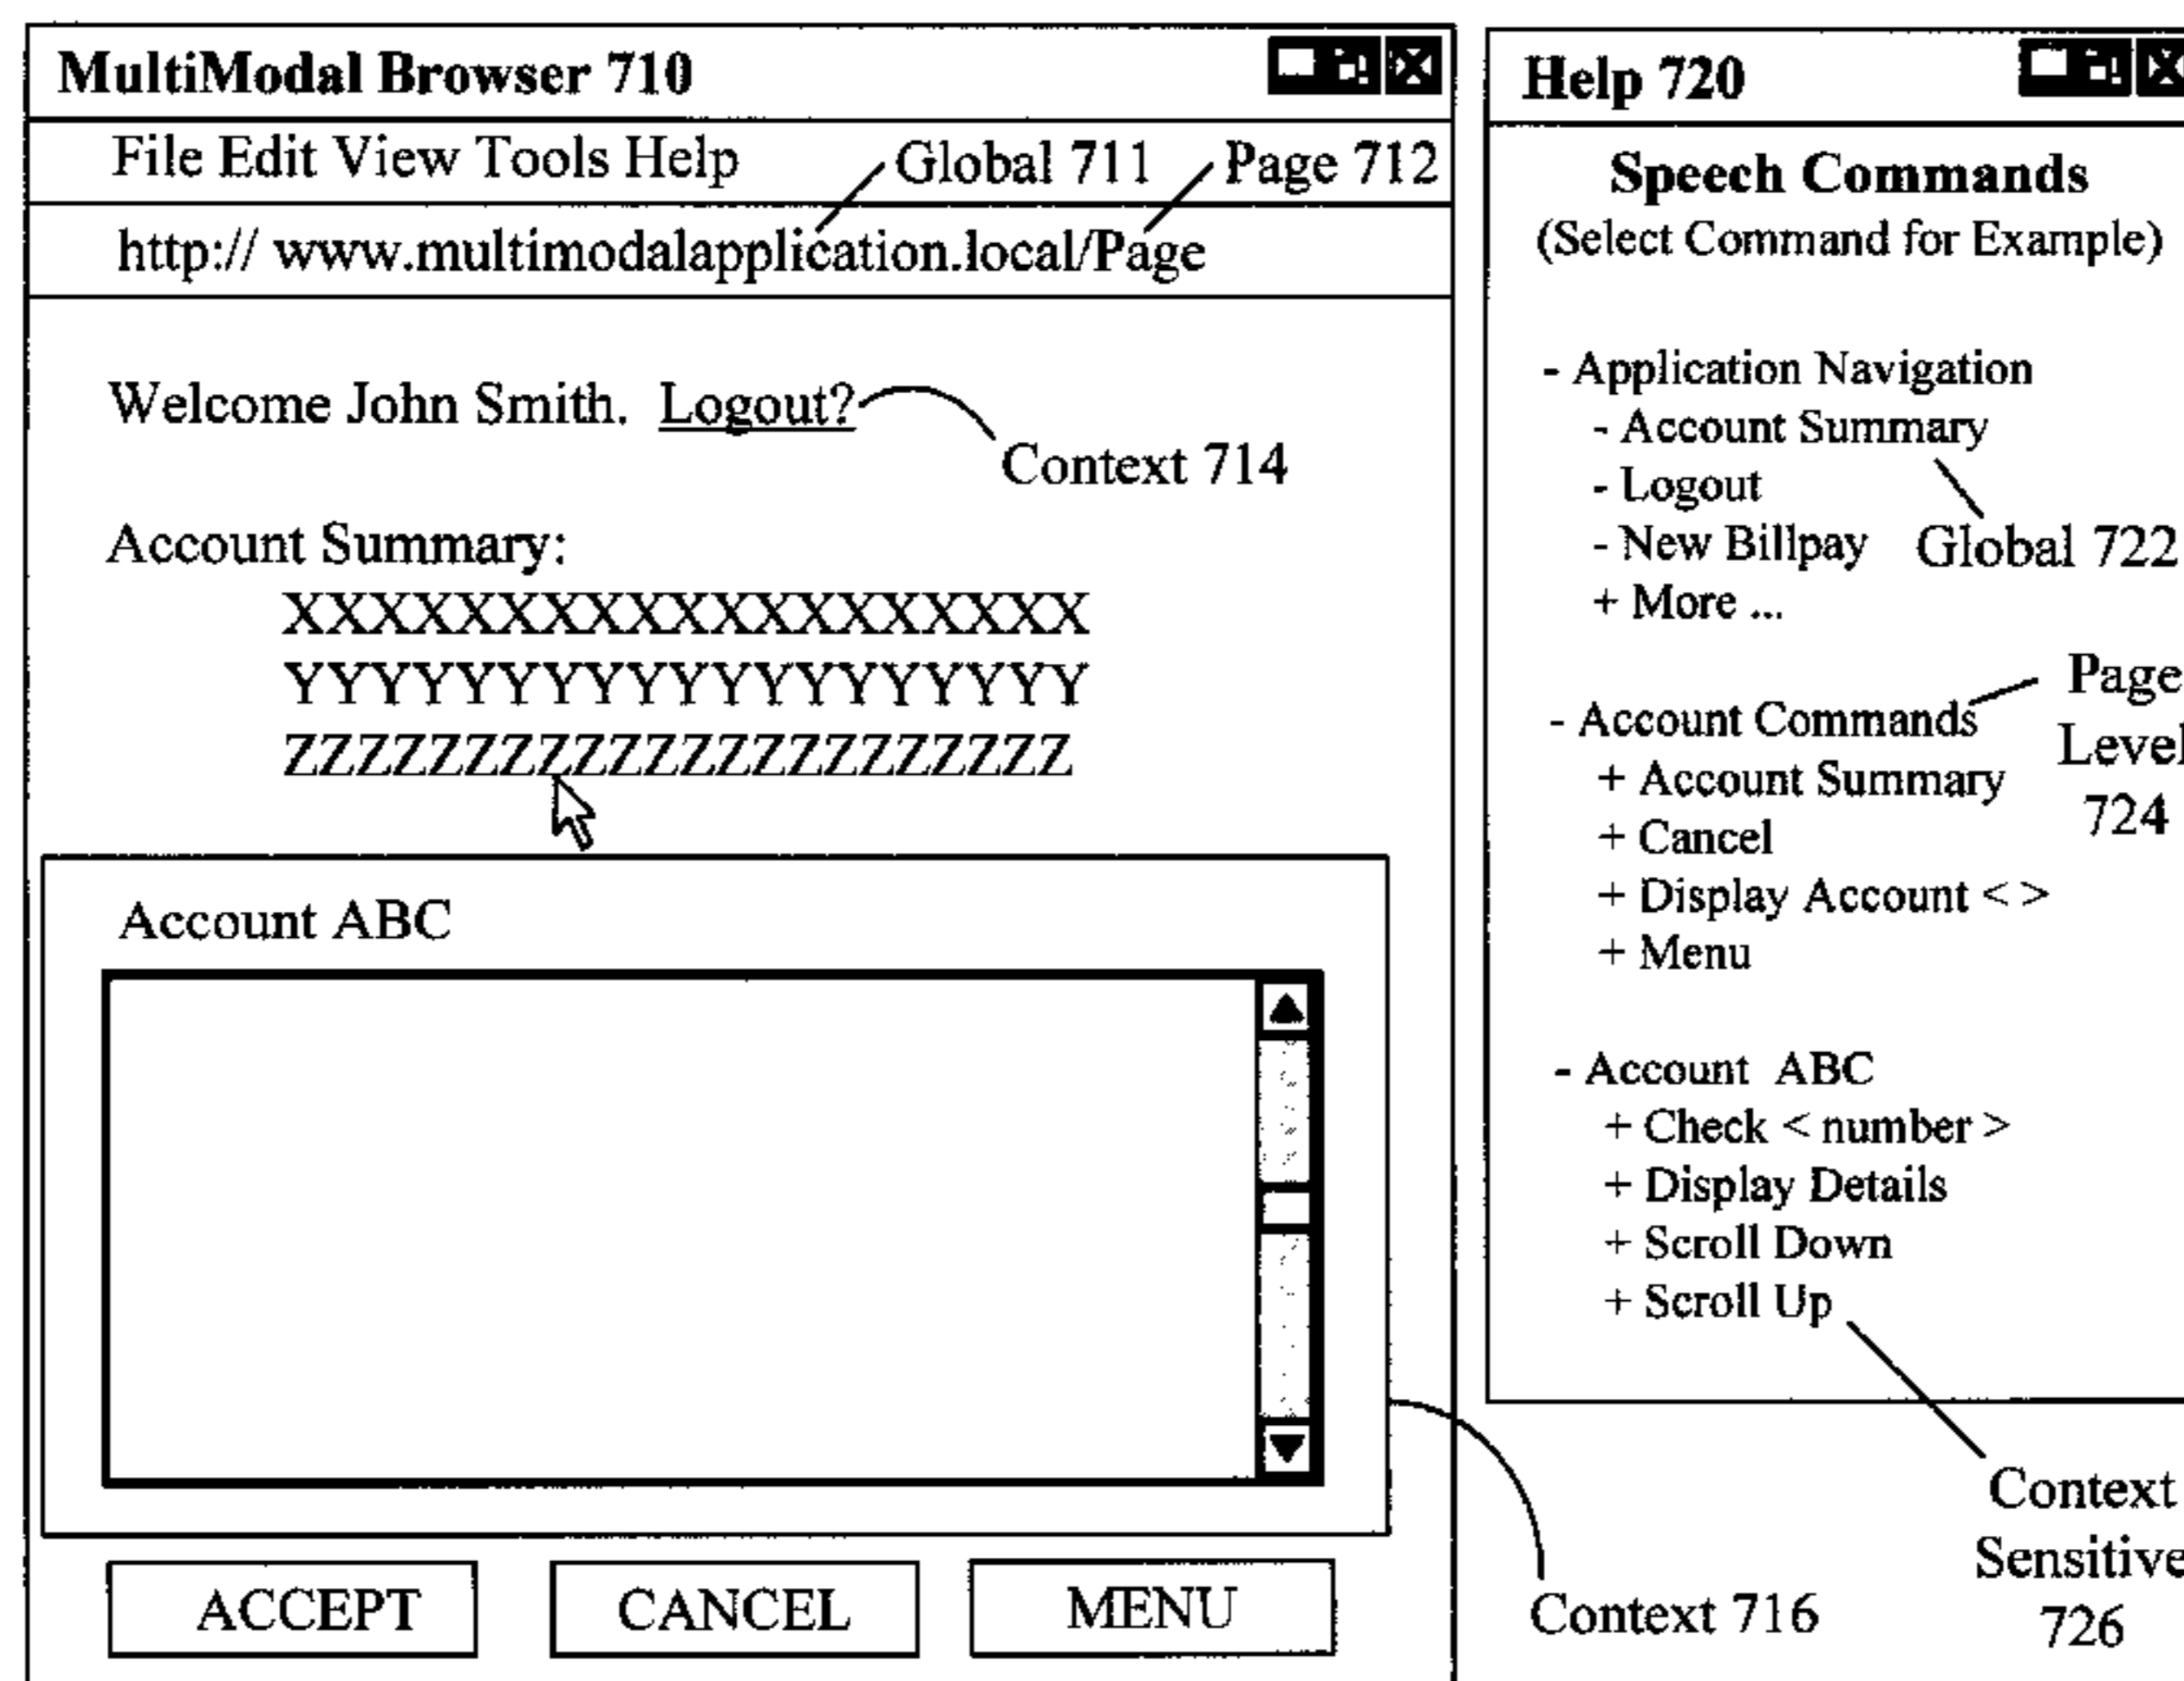 MultiModal Browser 710
File Edit View Tools Help
Global 711
Page 712
http:// www.multimodalapplication.local/Page
Welcome John Smith. Logout?
Context 714
Account Summary:
XXXXXXXXXXXXXXXXXXX
YYYYYYYYYYYYYYYYYYY
ZZZZZZZZZZZZZZZZZZZZZZ
Account ABC
ACCEPT
CANCEL
MENU
Context 716
Help 720
Speech Commands
(Select Command for Example)
- Application Navigation
- Account Summary
- Logout
- New Billpay
Global 722
+ More ...
Page
Level
724
- Account Commands
+ Account Summary
+ Cancel
+ Display Account < >
+ Menu
- Account ABC
+ Check < number >
+ Display Details
+ Scroll Down
+ Scroll Up
Context
Sensitive
726